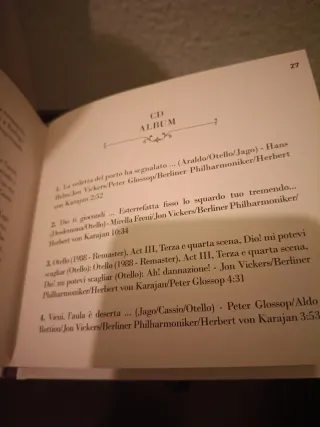 27
CD
ALBUM
1. La vedetta del porto ha segnalato ... (Araldo/Otello/Jago) - Hans
Helm/Jon Vickers/Peter Glossop/Berliner Philharmoniker/Herbert
von Karajan 2:52
2. Dio ti giocondi ... Esterrefatta fisso lo sguardo tuo tremendo...
(Desdemona/Otello) - Mirella Freni/Jon Vickers/Berliner Philharmoniker/
Herbert von Karajan 10:34
3. Otello (1988 - Remaster), Act III, Terza e quarta scena, Dio! mi potevi
scagliar (Otello): Otello (1988 - Remaster), Act III, Terza e quarta scena,
Dio! mi potevi scagliar (Otello): Ah! dannazione! - Jon Vickers/Berliner
Philharmoniker/Herbert von Karajan/Peter Glossop 4:31
4. Vieni, l'aula è deserta ... (Jago/Cassio/Otello) - Peter Glossop/Aldo
Bottion/Jon Vickers/Berliner Philharmoniker/Herbert von Karajan 3:53